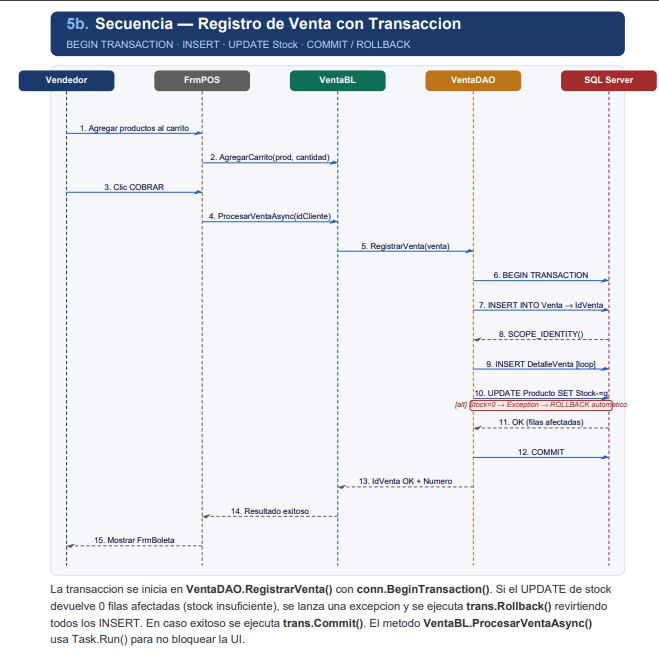 5b. Secuencia — Registro de Venta con Transaccion
BEGIN TRANSACTION · INSERT · UPDATE Stock · COMMIT / ROLLBACK
Vendedor FrmPOS VentaBL VentaDAO SQL Server
1. Agregar productos al carrito
2. AgregarCarrito(prod, cantidad)
3. Clic COBRAR
4. ProcesarVentaAsync(idCliente)
5. RegistrarVenta(venta)
6. BEGIN TRANSACTION
7. INSERT INTO Venta → IdVenta
8. SCOPE_IDENTITY()
9. INSERT DetalleVenta [loop]
10. UPDATE Producto SET Stock-=q
[alt] Stock=0 → Exception → ROLLBACK automatico
11. OK (filas afectadas)
12. COMMIT
13. IdVenta OK + Numero
14. Resultado exitoso
15. Mostrar FrmBoleta
La transaccion se inicia en VentaDAO.RegistrarVenta() con conn.BeginTransaction(). Si el UPDATE de stock
devuelve 0 filas afectadas (stock insuficiente), se lanza una excepcion y se ejecuta trans.Rollback() revirtiendo
todos los INSERT. En caso exitoso se ejecuta trans.Commit(). El metodo VentaBL.ProcesarVentaAsync()
usa Task.Run() para no bloquear la UI.